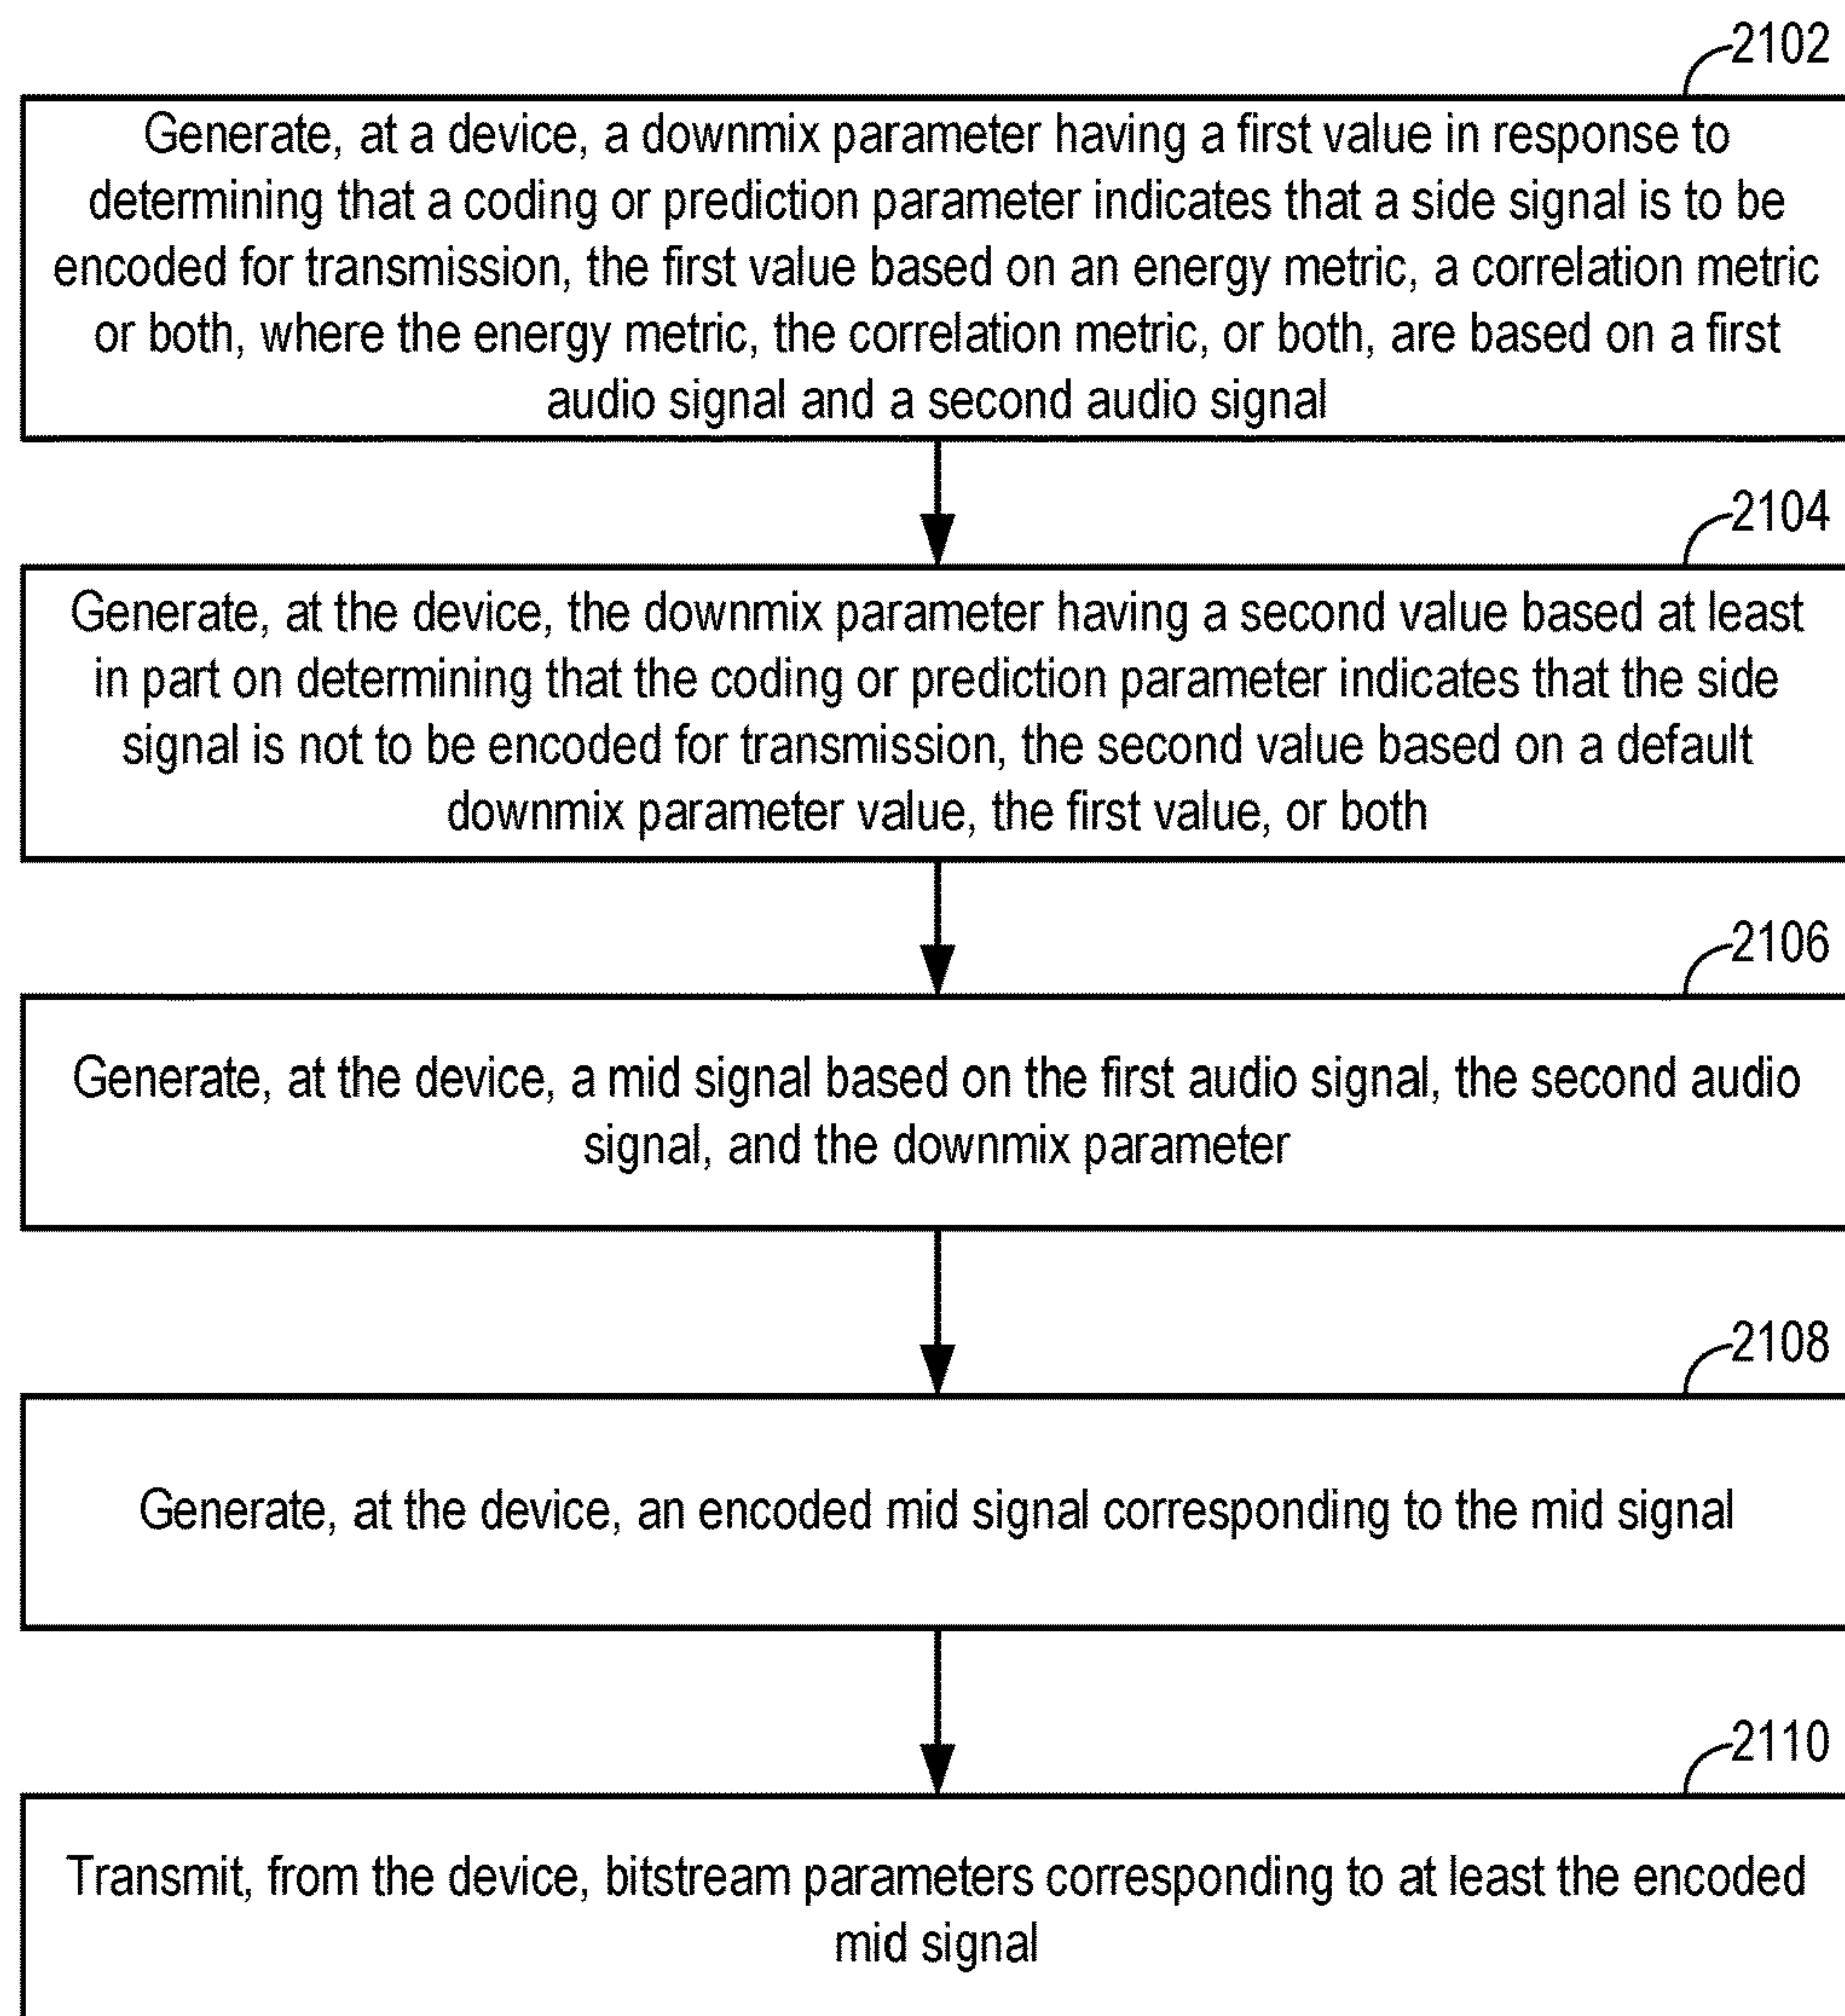 2102
Generate, at a device, a downmix parameter having a first value in response to
determining that a coding or prediction parameter indicates that a side signal is to be
encoded for transmission, the first value based on an energy metric, a correlation metric
or both, where the energy metric, the correlation metric, or both, are based on a first
audio signal and a second audio signal
2104
Generate, at the device, the downmix parameter having a second value based at least
in part on determining that the coding or prediction parameter indicates that the side
signal is not to be encoded for transmission, the second value based on a default
downmix parameter value, the first value, or both
2106
Generate, at the device, a mid signal based on the first audio signal, the second audio
signal, and the downmix parameter
2108
Generate, at the device, an encoded mid signal corresponding to the mid signal
2110
Transmit, from the device, bitstream parameters corresponding to at least the encoded
mid signal